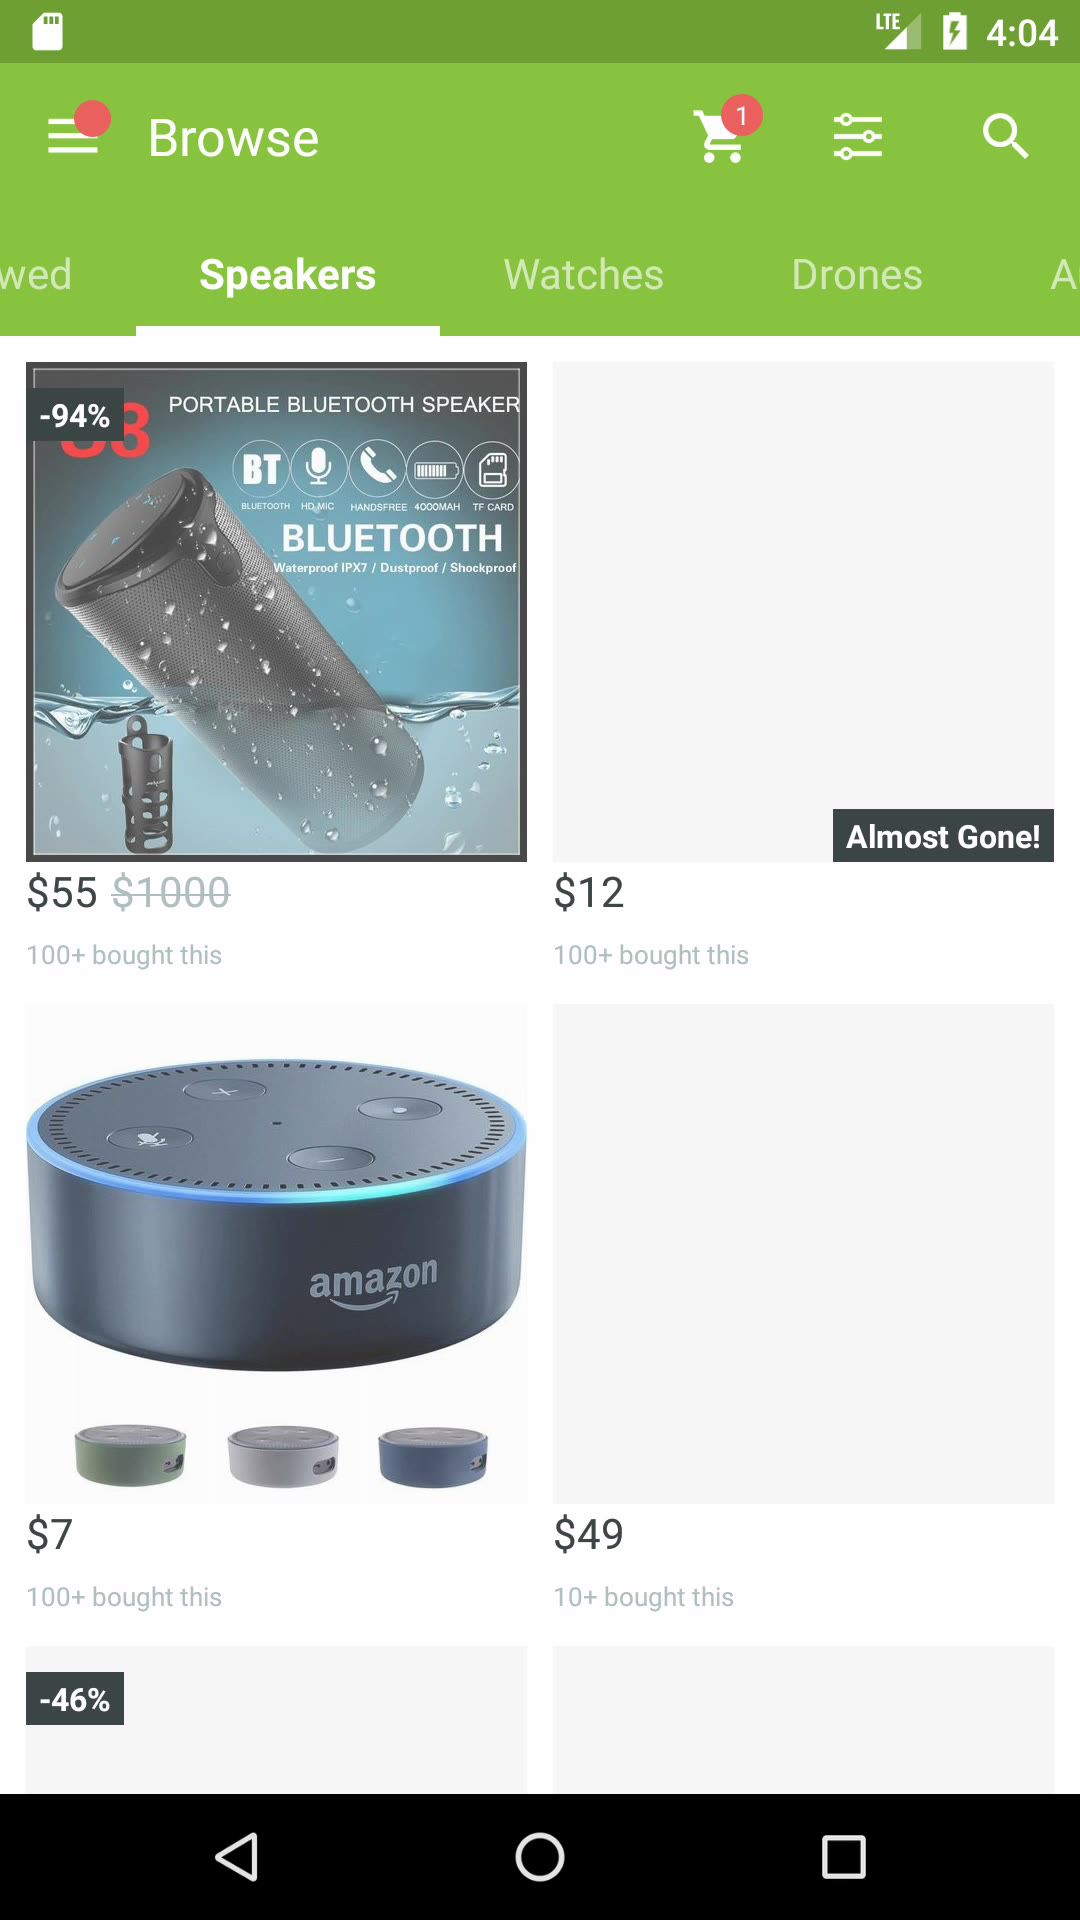 LTE 4:04
Browse
1
wed Speakers Watches Drones A
-94%
PORTABLE BLUETOOTH SPEAKER
BT
BLUETOOTH HD MIC HANDSFREE 4000MAH TF CARD
BLUETOOTH
Waterproof IPX7 / Dustproof / Shockproof
Almost Gone!
$55 $1000
$12
100+ bought this
100+ bought this
amazon
$7
$49
100+ bought this
10+ bought this
-46%